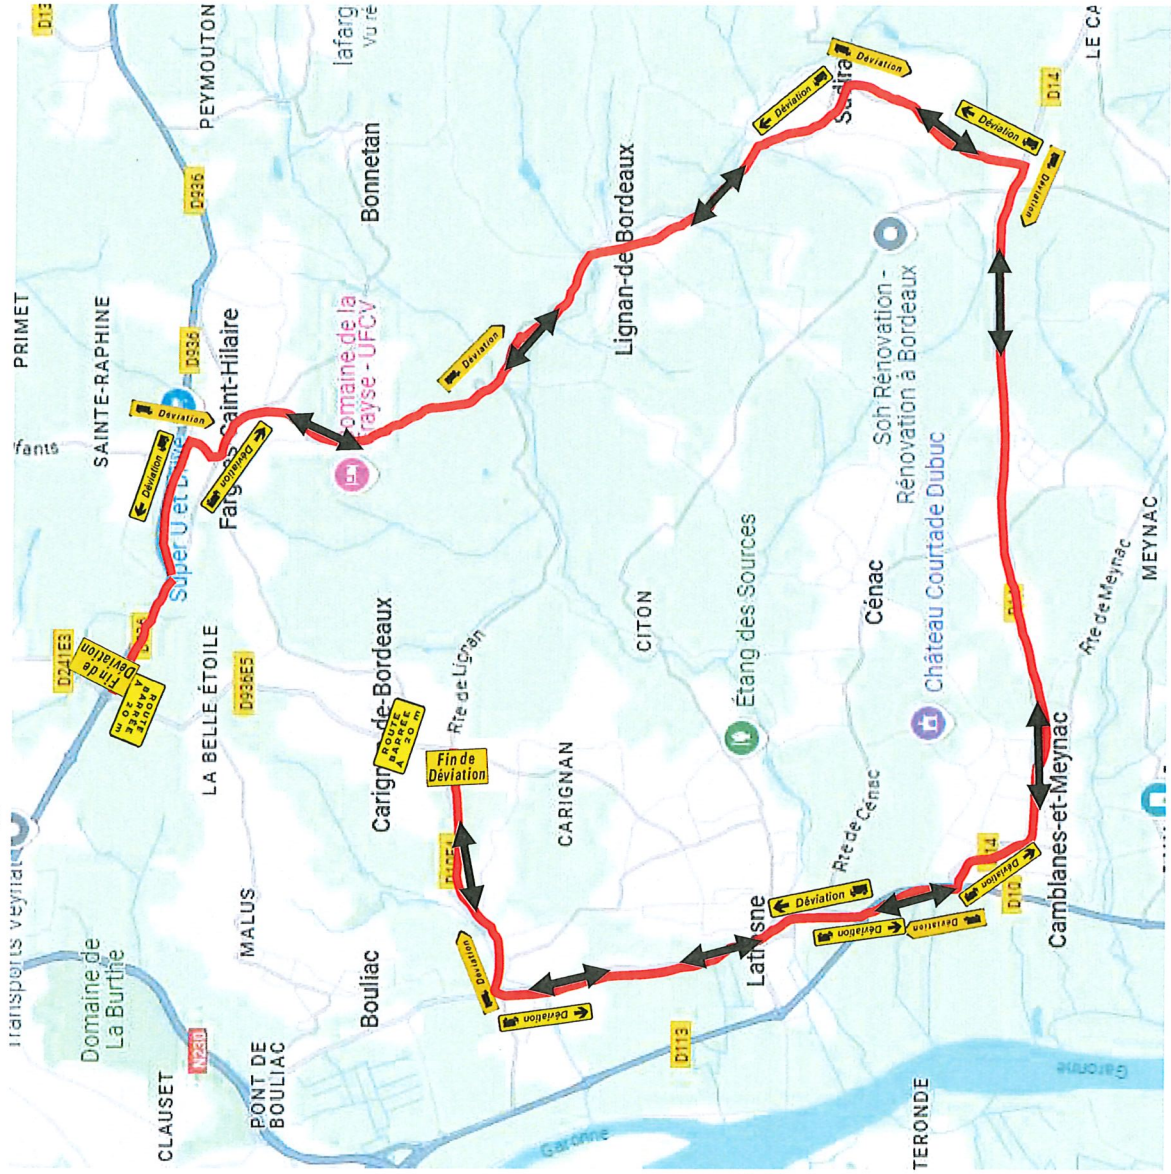 PRIMET
D13
D241E3
SAINTE-RAPHINE
Domaine de
La Burthe
Fin de
Déviation
ROUTE
BARRÉE
A 20 m
Déviation
Déviation
CLAUSET
N230
Super U et Drive
D936
D936
PEYMOUTON
LA BELLE ÉTOILE
Saint-Hilaire
Déviation
MALUS
D936E5
PONT DE
BOULIAC
Bouliac
Domaine de la
UFCV
Bonnetan
Carignan-de-Bordeaux
ROUTE
BARRÉE
A 20 m
Fin de
Déviation
Rte de Lignan
Déviation
Déviation
Déviation
CARIGNAN
Garonne
Lignan-de-Bordeaux
CITON
D113
Étang des Sources
Latresne
Déviation
Déviation
Déviation
Déviation
Déviation
Rte de Cénac
Cénac
Soh Rénovation -
Rénovation à Bordeaux
Château Courtade Dubuc
TERONDE
D10
Déviation
Déviation
Déviation
D14
Camblanes-et-Meynac
Garonne
Rte de Meynac
MEYNAC
LE CA